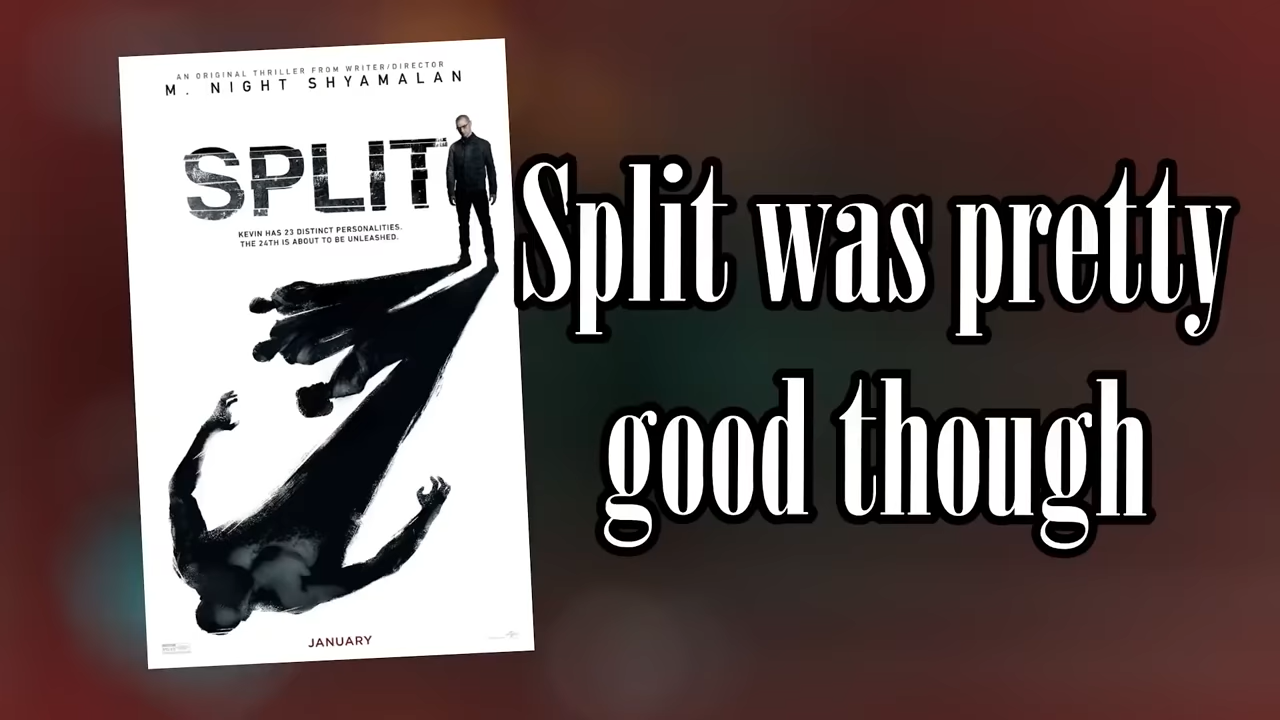 AN ORIGINAL THRILLER FROM WRITER/DIRECTOR
M. NIGHT SHYAMALAN
SPLIT
KEVIN HAS 23 DISTINCT PERSONALITIES.
THE 24TH IS ABOUT TO BE UNLEASHED.
JANUARY
Split was pretty
good though